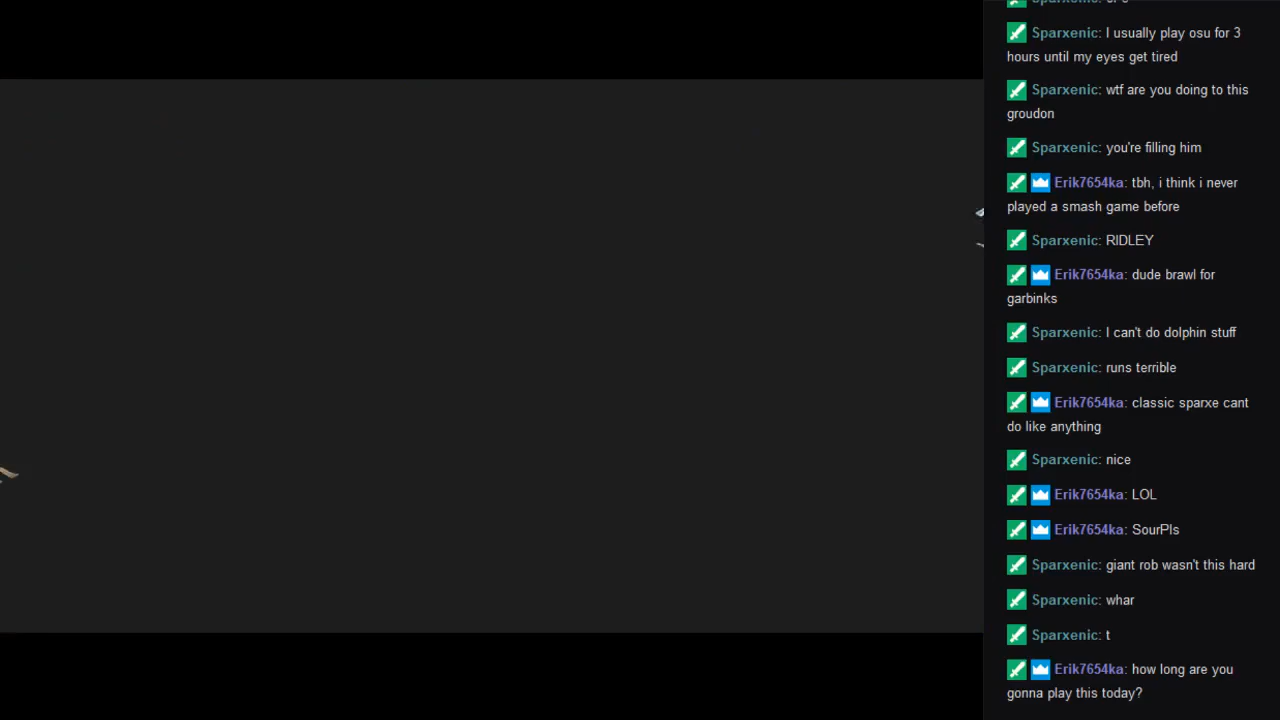 Sparxenic: I usually play osu for 3
hours until my eyes get tired
Sparxenic: wtf are you doing to this
groudon
Sparxenic: you're filling him
Erik7654ka: tbh, i think i never
played a smash game before
Sparxenic: RIDLEY
Erik7654ka: dude brawl for
garbinks
Sparxenic: I can't do dolphin stuff
Sparxenic: runs terrible
Erik7654ka: classic sparxe cant
do like anything
Sparxenic: nice
Erik7654ka: LOL
Erik7654ka: SourPls
Sparxenic: giant rob wasn't this hard
Sparxenic: whar
Sparxenic: t
Erik7654ka: how long are you
gonna play this today?